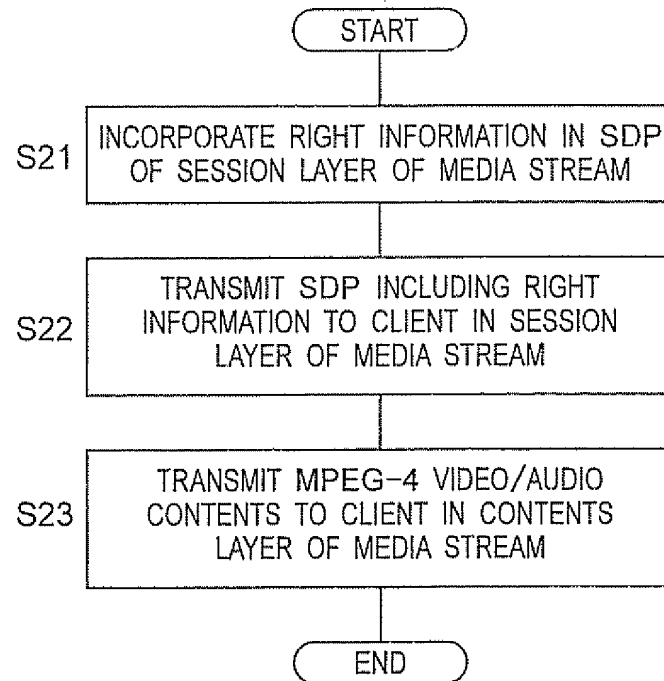 START
S21
INCORPORATE RIGHT INFORMATION IN SDP
OF SESSION LAYER OF MEDIA STREAM
S22
TRANSMIT SDP INCLUDING RIGHT
INFORMATION TO CLIENT IN SESSION
LAYER OF MEDIA STREAM
S23
TRANSMIT MPEG-4 VIDEO/AUDIO
CONTENTS TO CLIENT IN CONTENTS
LAYER OF MEDIA STREAM
END